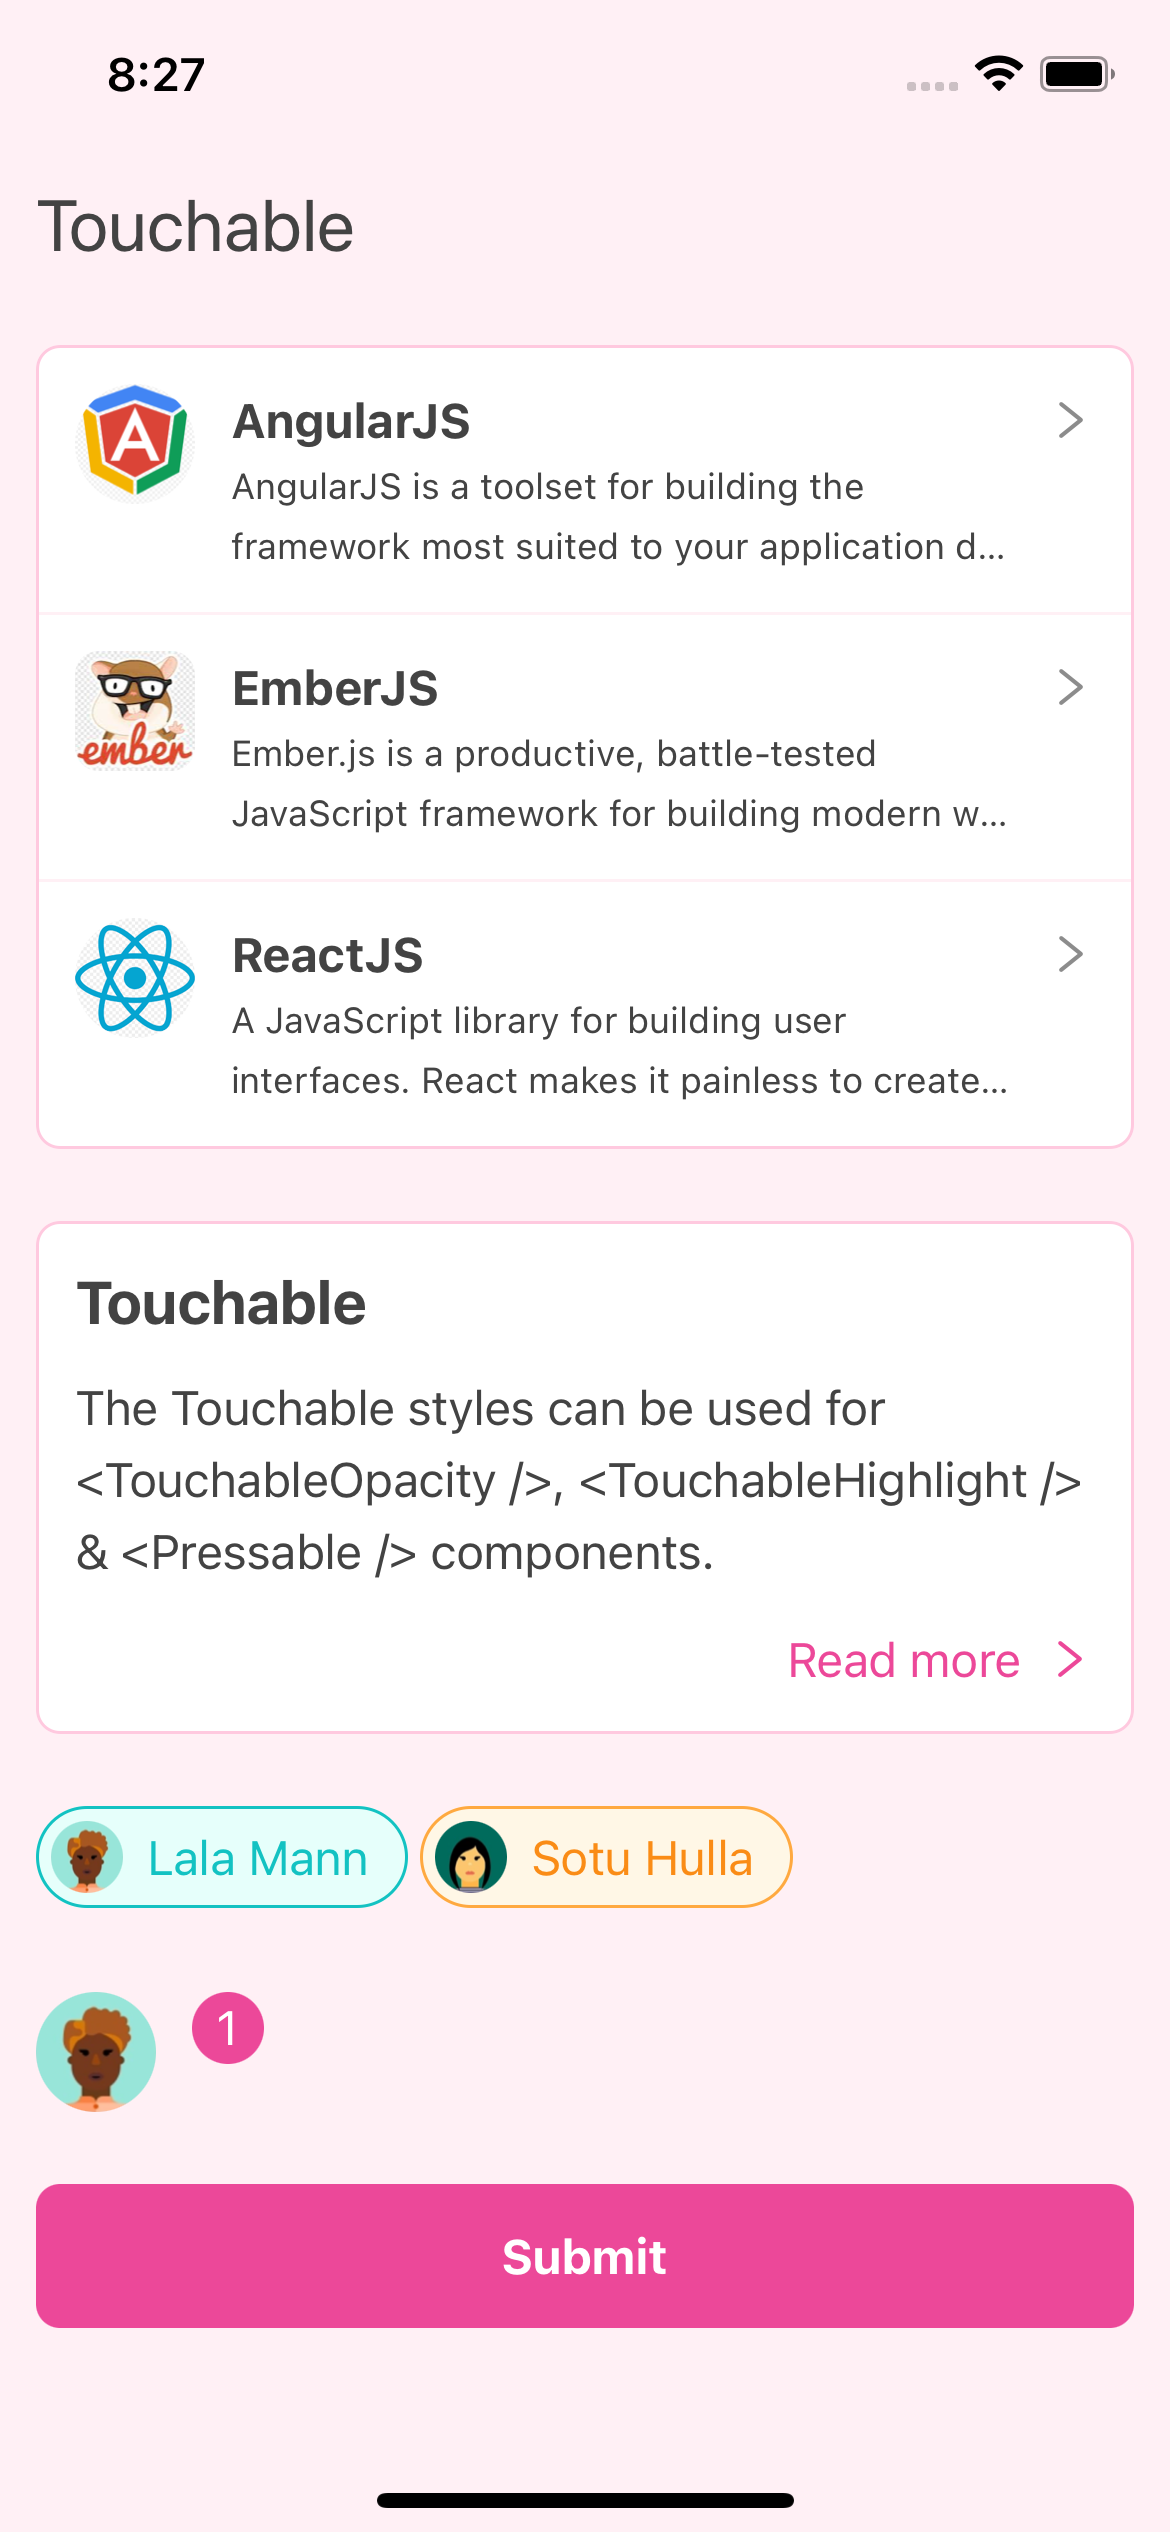 8:27
Touchable
AngularJS
AngularJS is a toolset for building the
framework most suited to your application d...
ember
EmberJS
Ember.js is a productive, battle-tested
JavaScript framework for building modern w...
ReactJS
A JavaScript library for building user
interfaces. React makes it painless to create...
Touchable
The Touchable styles can be used for
<TouchableOpacity />, <TouchableHighlight />
& <Pressable /> components.
Read more
Lala Mann
Sotu Hulla
1
Submit